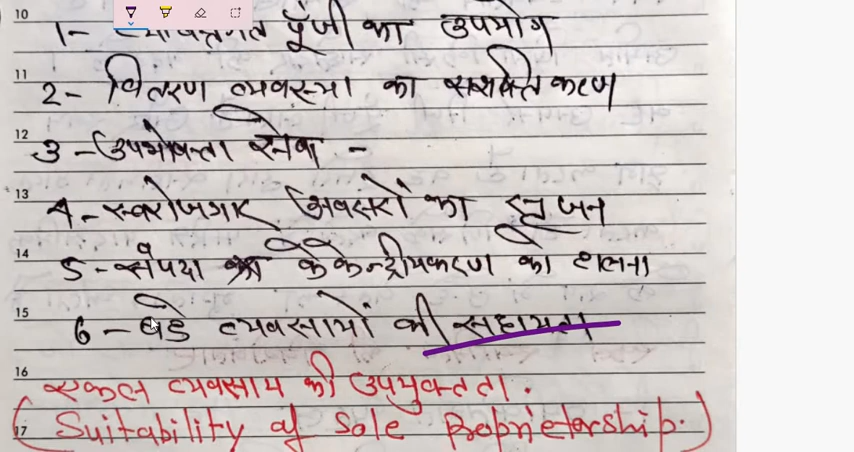 10
1- व्यक्तिगत पूँजी का उपयोग
11
2- वितरण व्यवस्था का सशक्तिकरण
12
3 - उपभोक्ता सेवा -
13
4 - स्वरोजगार अवसरों का सृजन
14
5 - संपदा के केन्द्रीयकरण को टालना
15
6 - बडे व्यवसायों की सहायता
16
एकल व्यवसाय की उपयुक्तता .
17
(Suitability of Sole Proprietorship.)